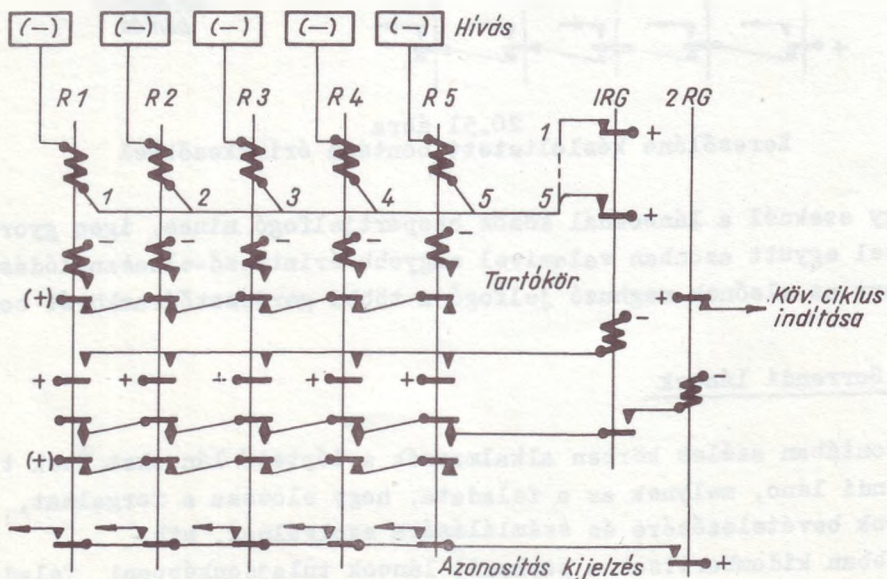 (—) (—) (—) (—) (—) Hívás
R1 R2 R3 R4 R5 1RG 2RG
1 +
1 2 3 4 5 5 +
− − − − −
(+) Tartókör + Köv. ciklus
indítása
−
+ + + + + −
(+)
Azonosítás kijelzés +